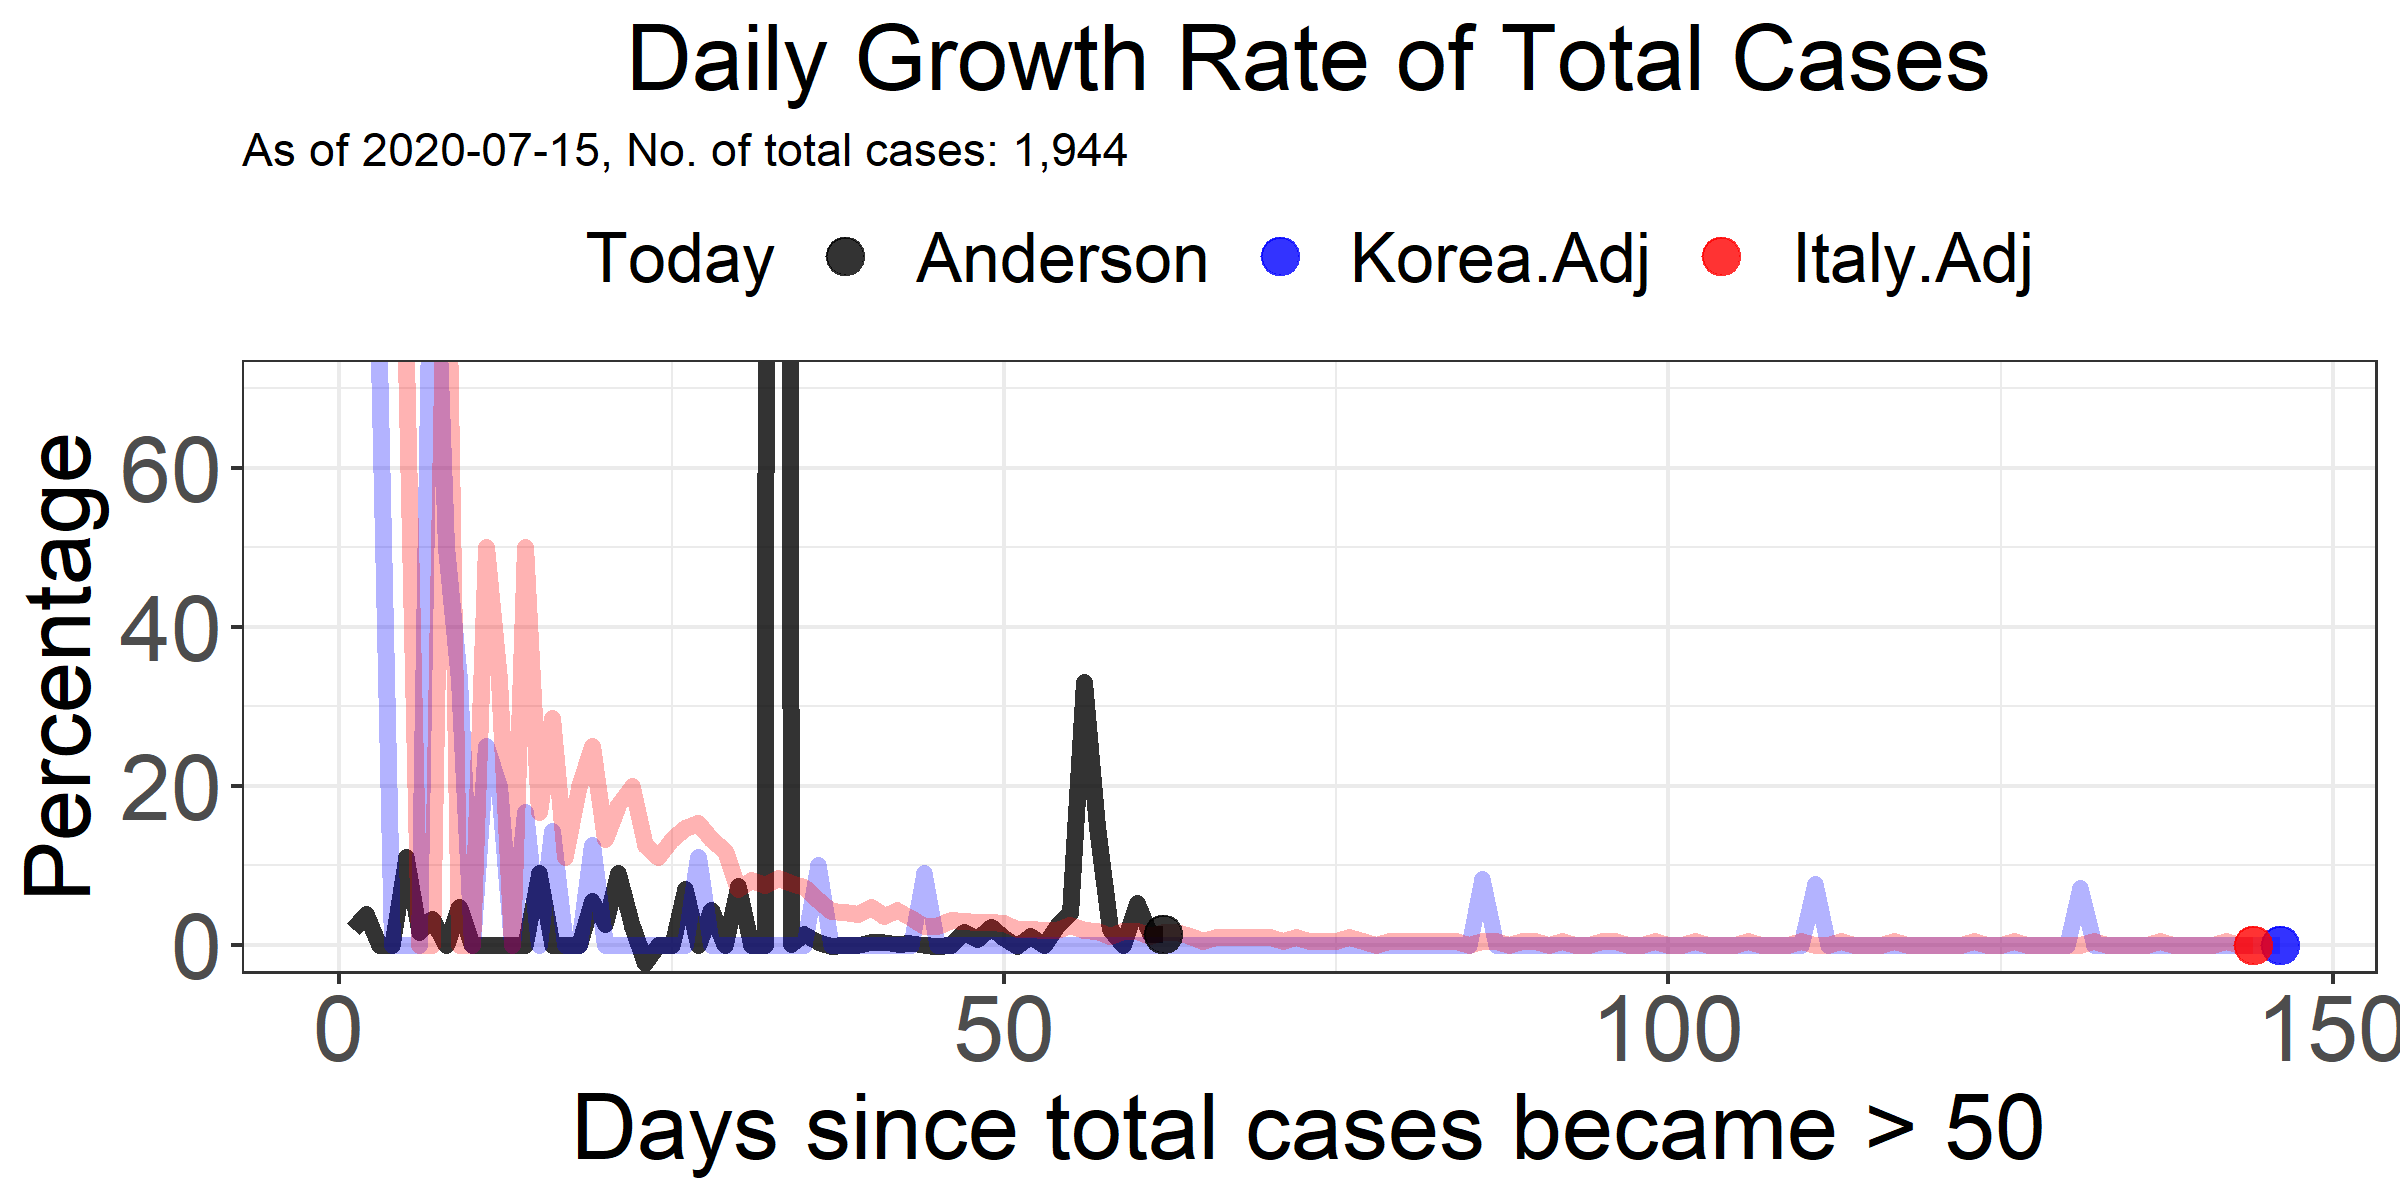 Daily Growth Rate of Total Cases
As of 2020-07-15, No. of total cases: 1,944
Today Anderson Korea.Adj Italy.Adj
Percentage
60
40
20
0
0 50 100 150
Days since total cases became > 50